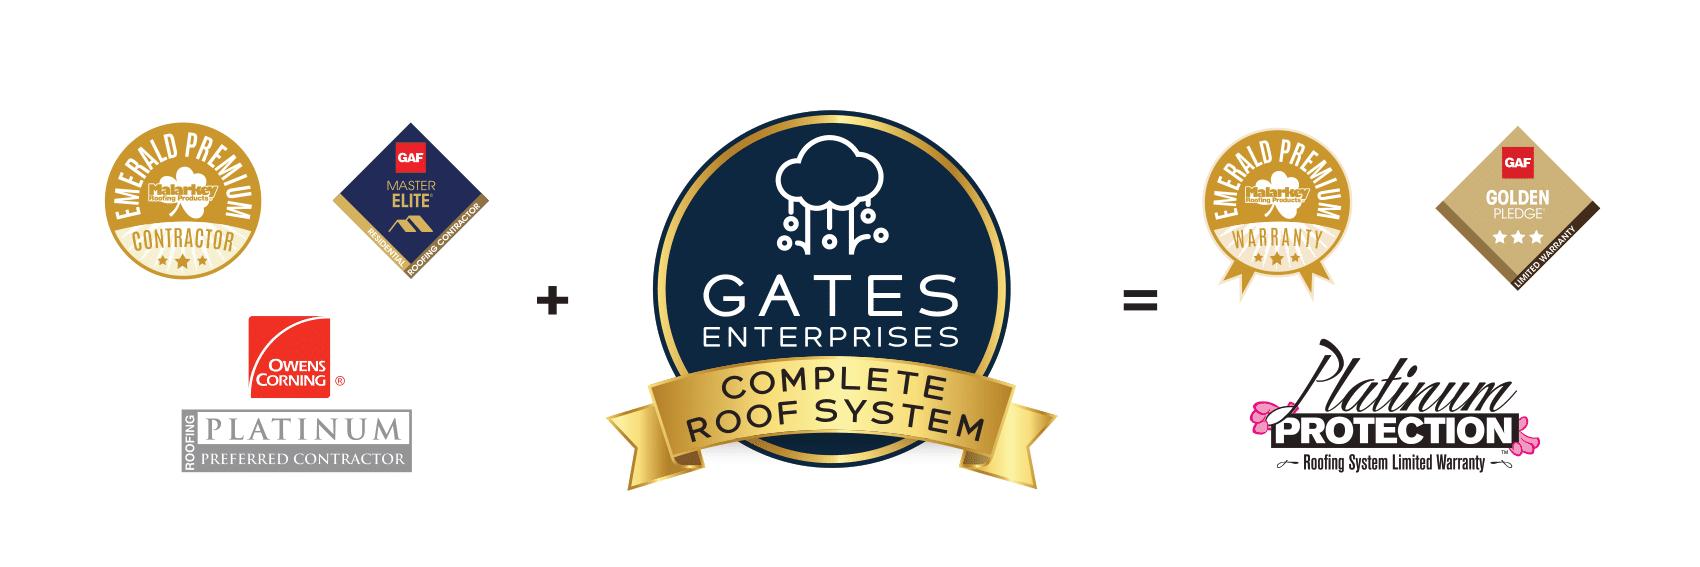 EMERALD PREMIUM
Malarkey
Roofing Products™
CONTRACTOR
GAF
MASTER
ELITE®
RESIDENTIAL
ROOFING CONTRACTOR
OWENS
CORNING ®
ROOFING
PLATINUM
PREFERRED CONTRACTOR
+
GATES
ENTERPRISES
COMPLETE
ROOF SYSTEM
=
EMERALD PREMIUM
Malarkey
Roofing Products™
WARRANTY
GAF
GOLDEN
PLEDGE®
LIMITED WARRANTY
Platinum
PROTECTION™
Roofing System Limited Warranty